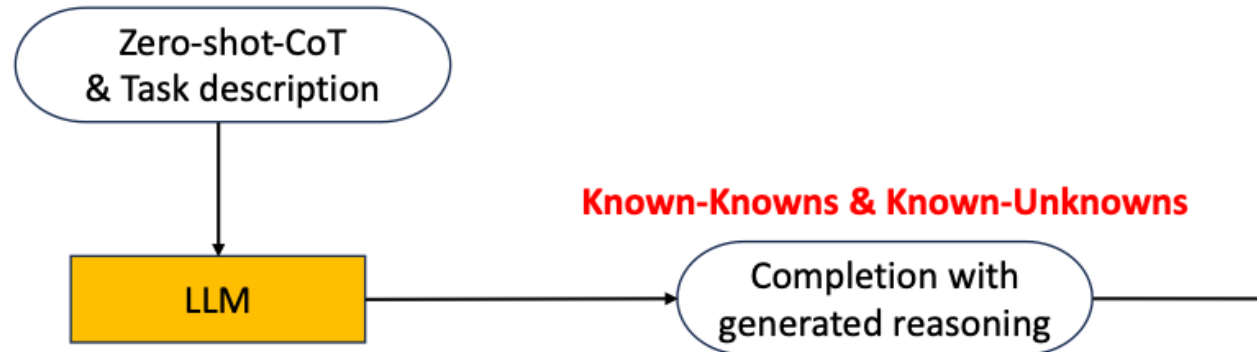 Zero-shot-CoT
& Task description
Known-Knowns & Known-Unknowns
LLM
Completion with
generated reasoning